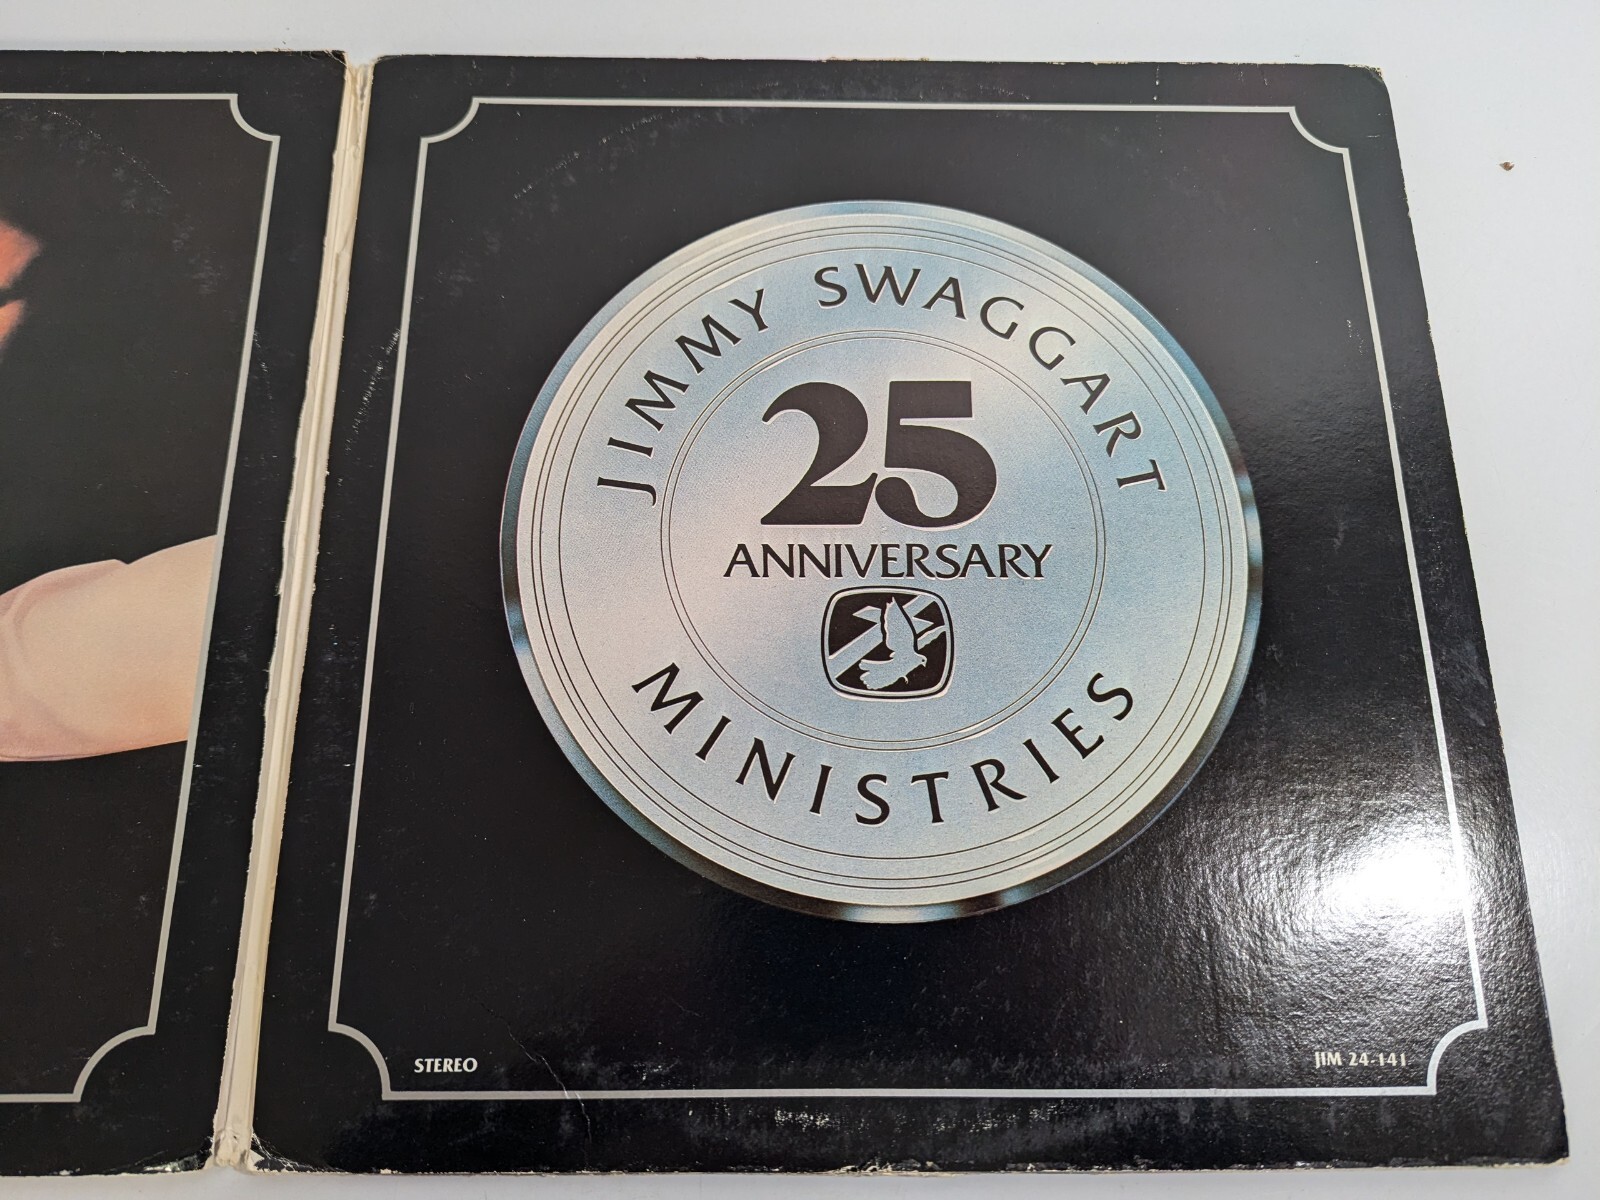 JIMMY SWAGGART
25
ANNIVERSARY
MINISTRIES
STEREO
JIM 24-141